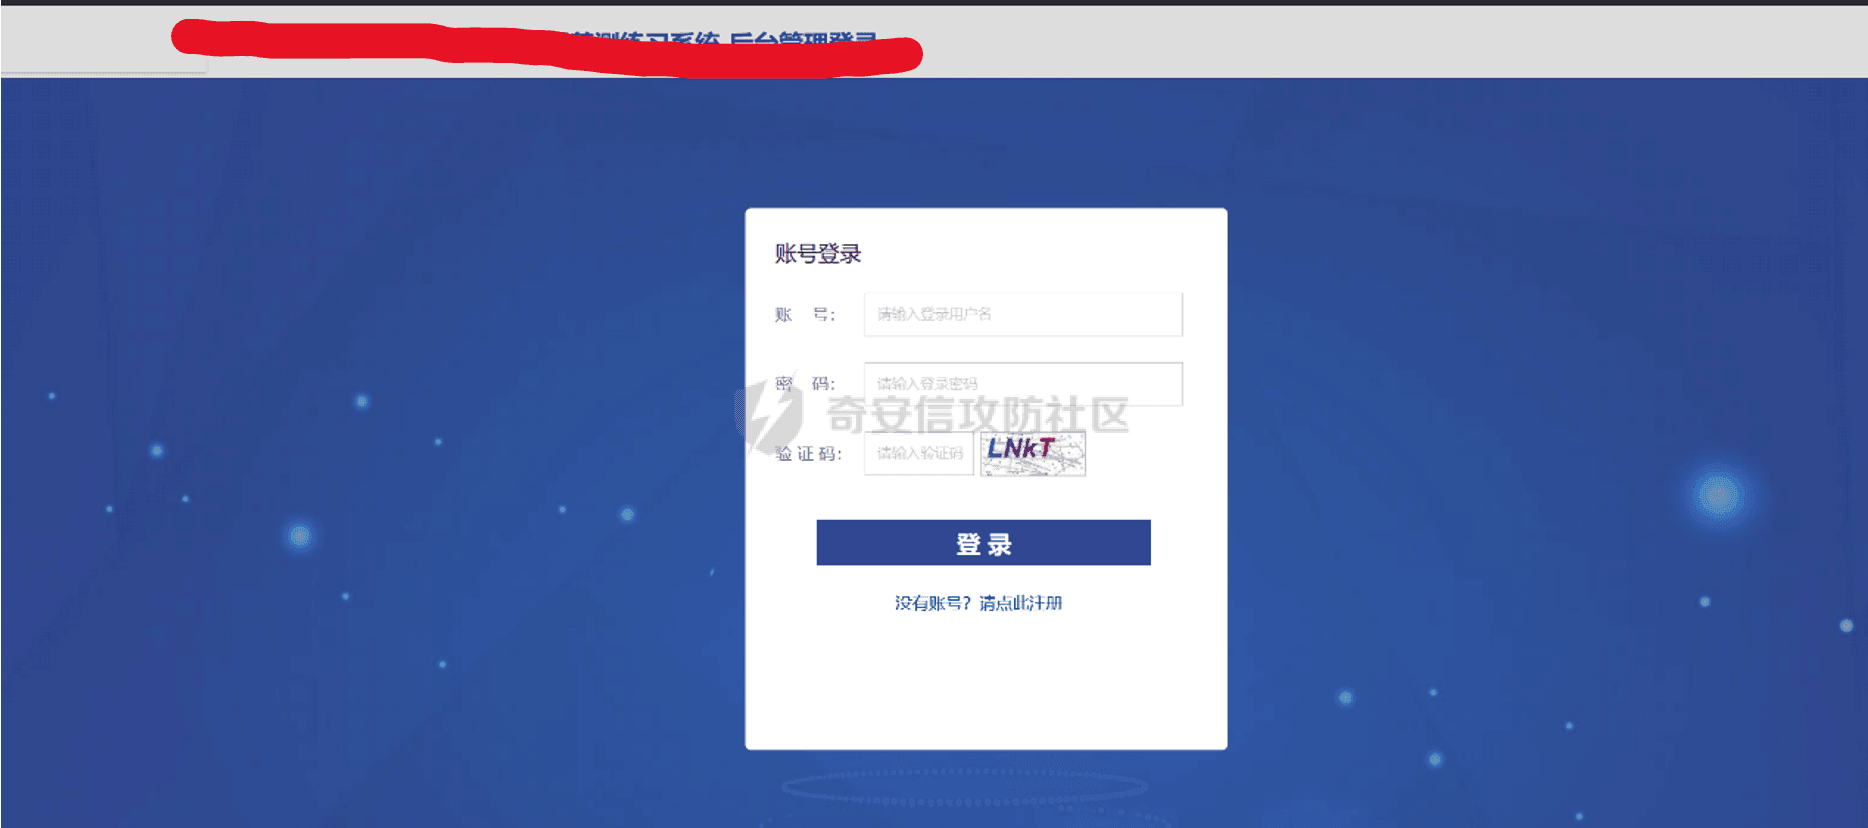 测练习系统 后台管理登录
账号登录
账 号： 请输入登录用户名
密 码： 请输入登录密码
奇安信攻防社区
验证码： 请输入验证码 LNkT
登 录
没有账号？请点此注册